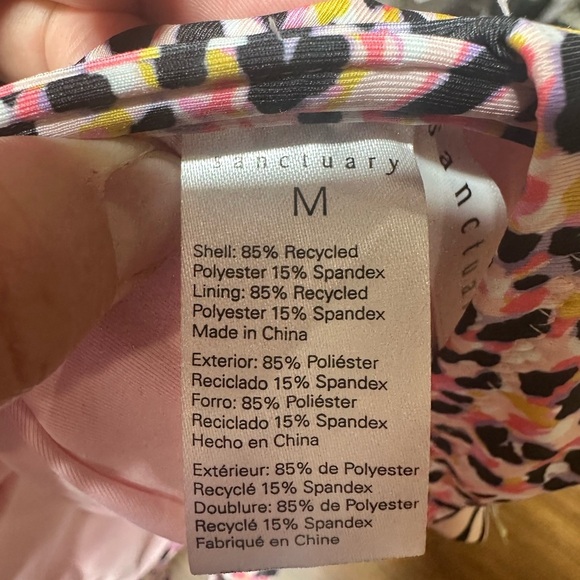 sanctuary
M
Shell: 85% Recycled
Polyester 15% Spandex
Lining: 85% Recycled
Polyester 15% Spandex
Made in China
Exterior: 85% Poliéster
Reciclado 15% Spandex
Forro: 85% Poliéster
Reciclado 15% Spandex
Hecho en China
Extérieur: 85% de Polyester
Recyclé 15% Spandex
Doublure: 85% de Polyester
Recyclé 15% Spandex
Fabriqué en Chine
sanctua